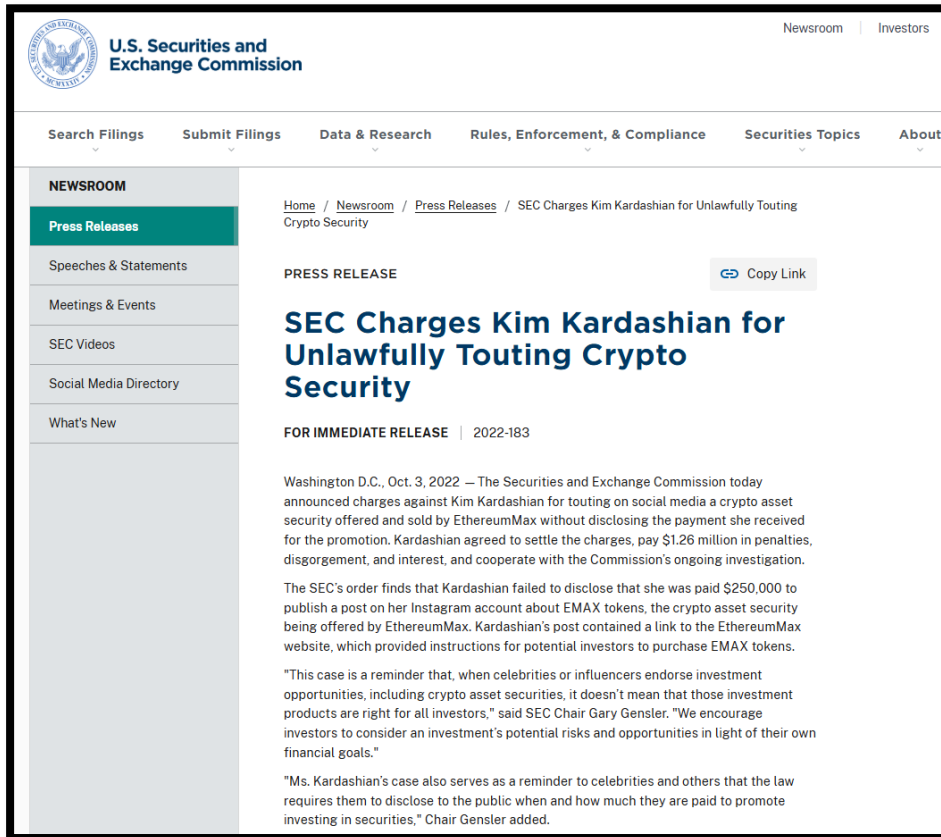 U.S. Securities and
Exchange Commission
Newsroom
Investors
Search Filings
Submit Filings
Data & Research
Rules, Enforcement, & Compliance
Securities Topics
About
NEWSROOM
Press Releases
Speeches & Statements
Meetings & Events
SEC Videos
Social Media Directory
What's New
Home / Newsroom / Press Releases / SEC Charges Kim Kardashian for Unlawfully Touting
Crypto Security
PRESS RELEASE
Copy Link
SEC Charges Kim Kardashian for
Unlawfully Touting Crypto
Security
FOR IMMEDIATE RELEASE | 2022-183
Washington D.C., Oct. 3, 2022 — The Securities and Exchange Commission today
announced charges against Kim Kardashian for touting on social media a crypto asset
security offered and sold by EthereumMax without disclosing the payment she received
for the promotion. Kardashian agreed to settle the charges, pay $1.26 million in penalties,
disgorgement, and interest, and cooperate with the Commission's ongoing investigation.
The SEC's order finds that Kardashian failed to disclose that she was paid $250,000 to
publish a post on her Instagram account about EMAX tokens, the crypto asset security
being offered by EthereumMax. Kardashian's post contained a link to the EthereumMax
website, which provided instructions for potential investors to purchase EMAX tokens.
"This case is a reminder that, when celebrities or influencers endorse investment
opportunities, including crypto asset securities, it doesn't mean that those investment
products are right for all investors," said SEC Chair Gary Gensler. "We encourage
investors to consider an investment's potential risks and opportunities in light of their own
financial goals."
"Ms. Kardashian's case also serves as a reminder to celebrities and others that the law
requires them to disclose to the public when and how much they are paid to promote
investing in securities," Chair Gensler added.